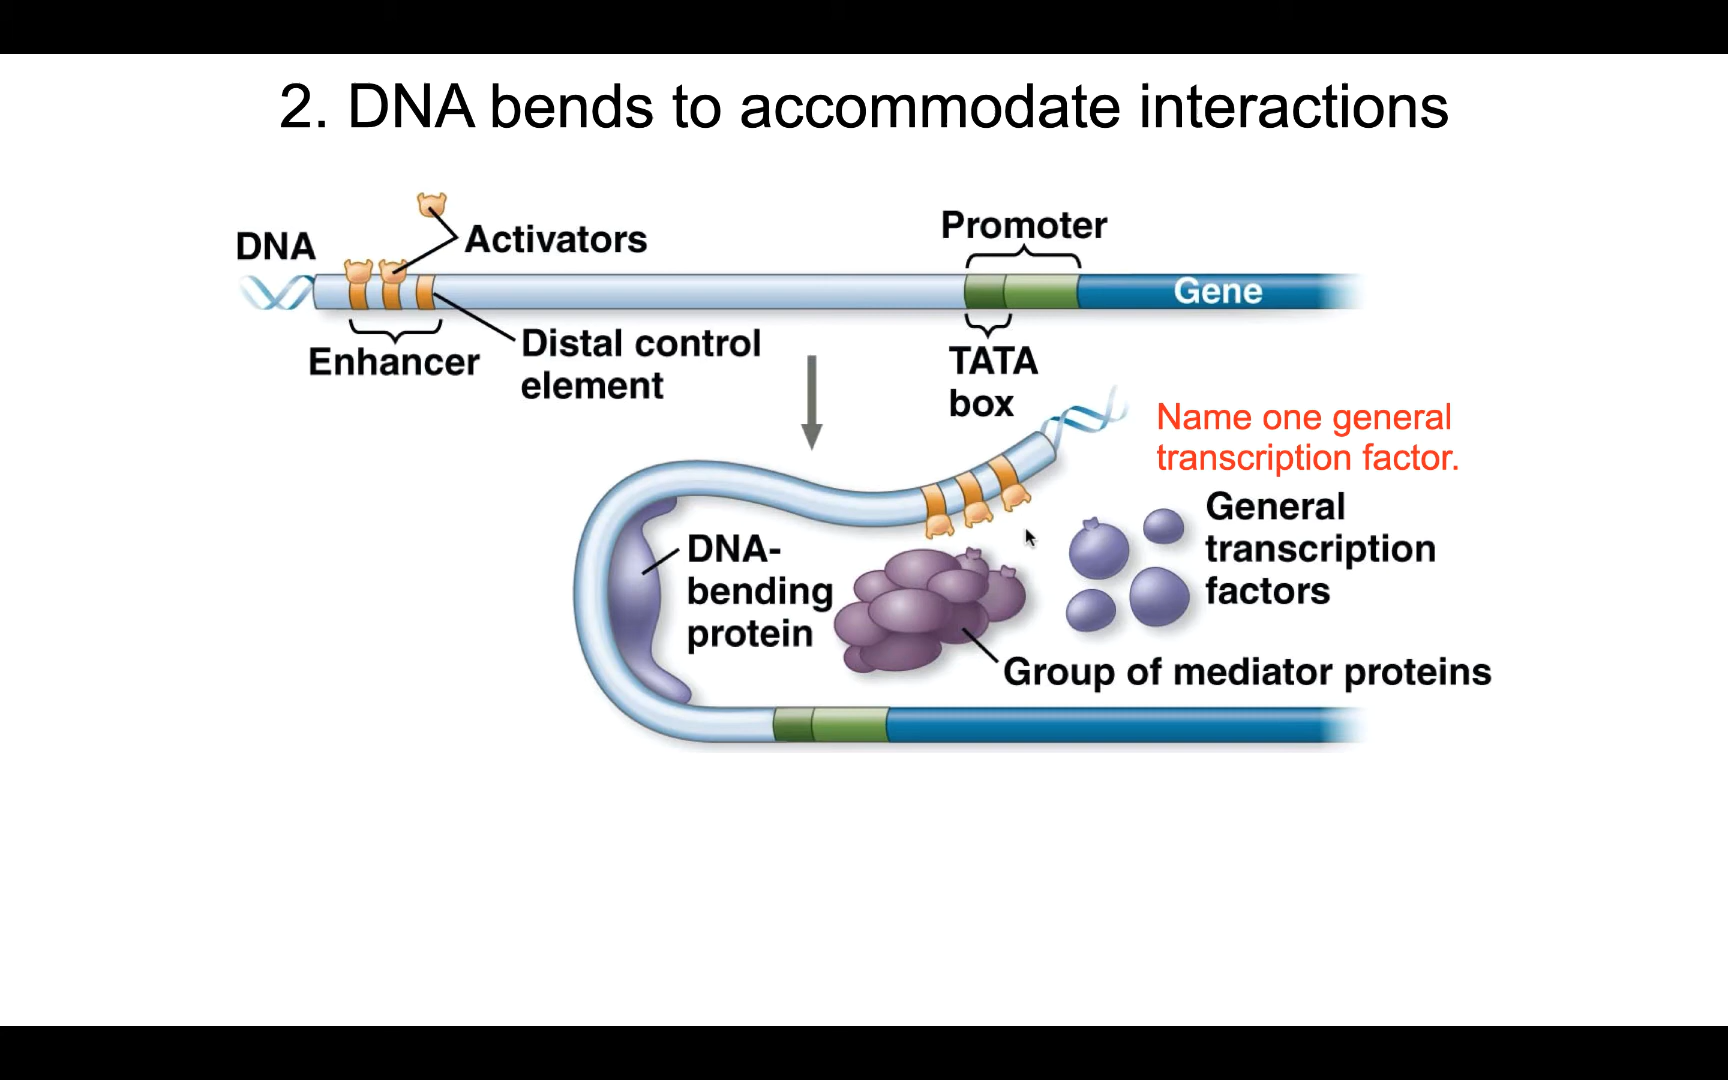 2. DNA bends to accommodate interactions
DNA
Activators
Promoter
Gene
Enhancer
Distal control
element
TATA
box
Name one general
transcription factor.
General
transcription
factors
DNA-
bending
protein
Group of mediator proteins